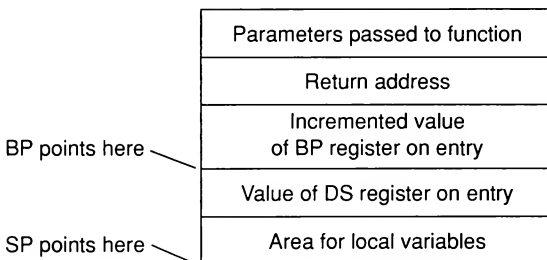 Parameters passed to function
Return address
Incremented value
of BP register on entry
BP points here
Value of DS register on entry
SP points here
Area for local variables